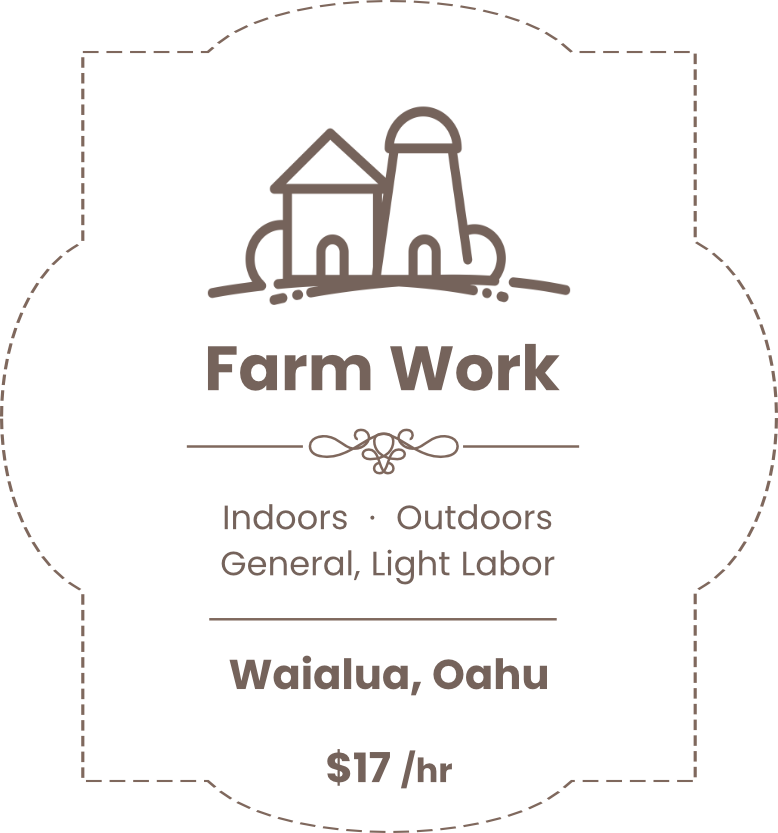 Farm Work
Indoors · Outdoors
General, Light Labor
Waialua, Oahu
$17 /hr